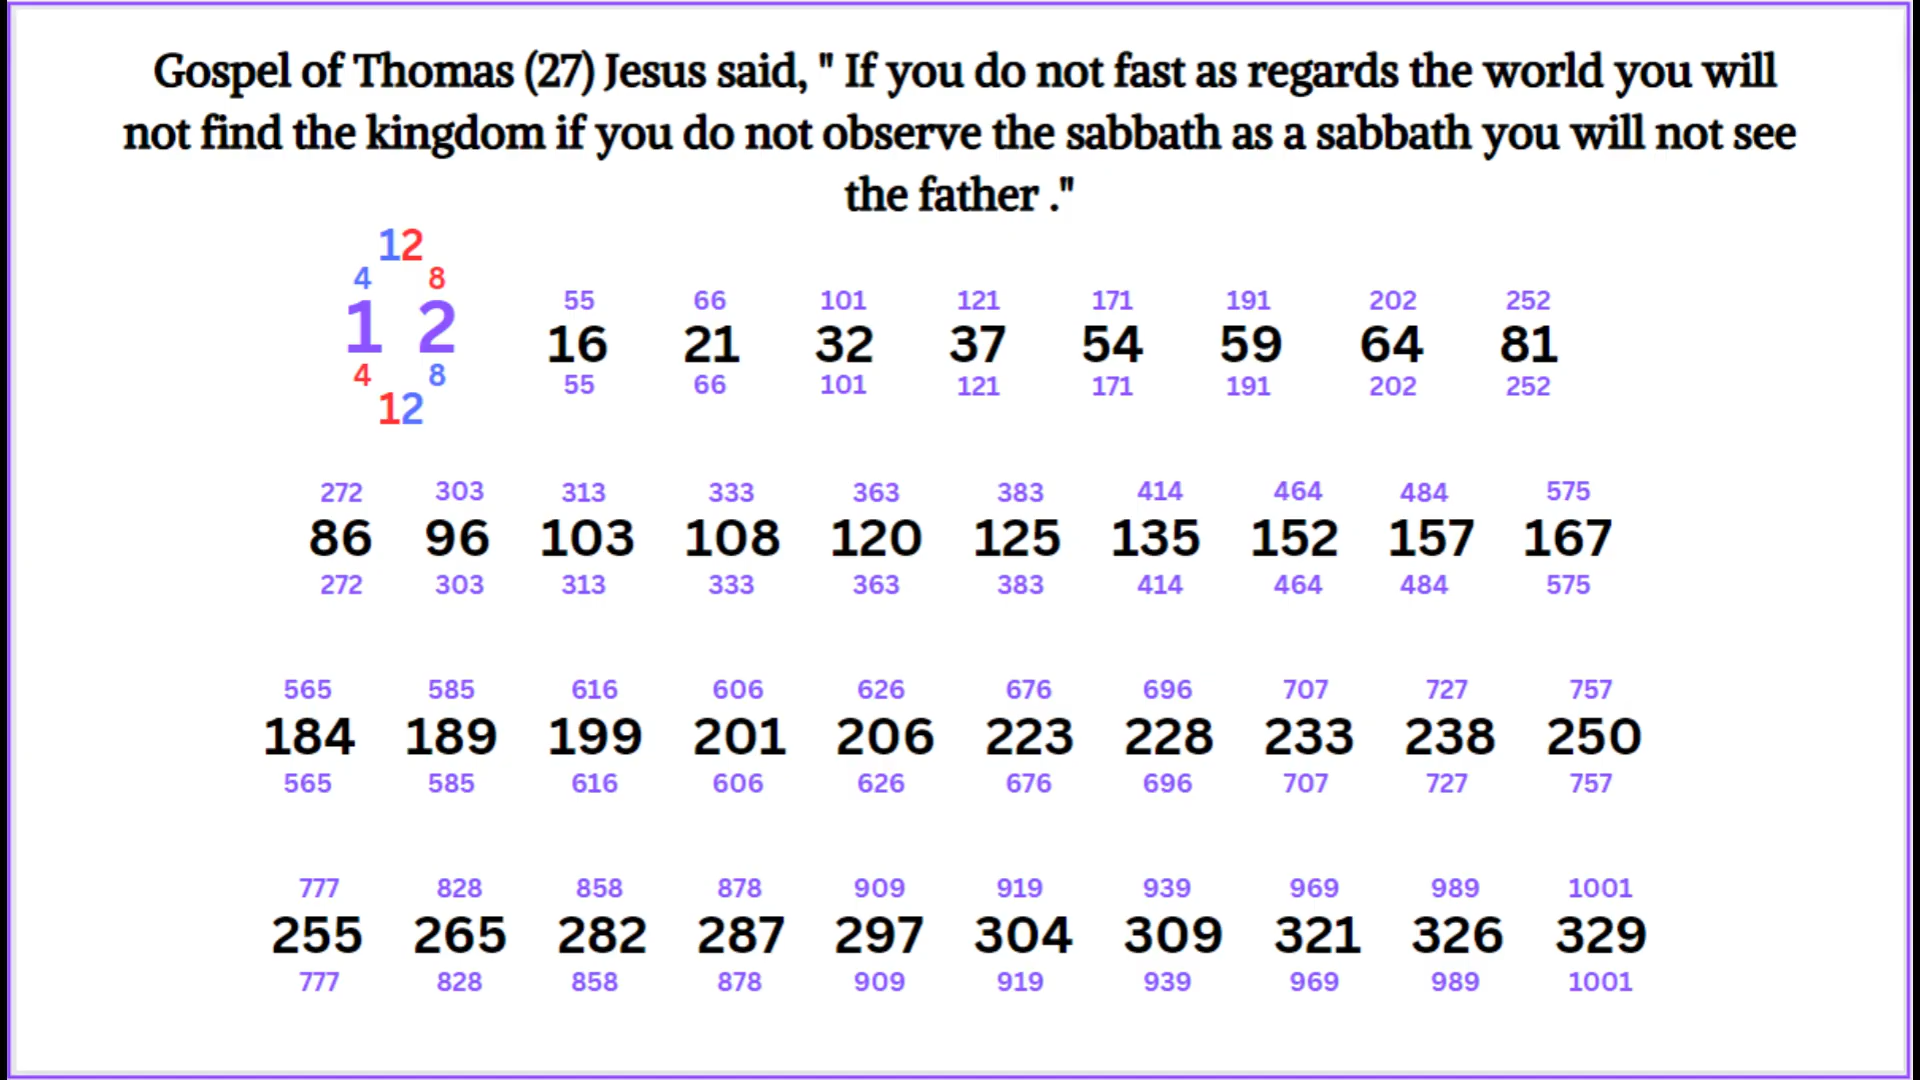 Gospel of Thomas (27) Jesus said, " If you do not fast as regards the world you will
not find the kingdom if you do not observe the sabbath as a sabbath you will not see
the father ."
12
4 8
1 2
4 8
12
55 66 101 121 171 191 202 252
16 21 32 37 54 59 64 81
55 66 101 121 171 191 202 252
272 303 313 333 363 383 414 464 484 575
86 96 103 108 120 125 135 152 157 167
272 303 313 333 363 383 414 464 484 575
565 585 616 606 626 676 696 707 727 757
184 189 199 201 206 223 228 233 238 250
565 585 616 606 626 676 696 707 727 757
777 828 858 878 909 919 939 969 989 1001
255 265 282 287 297 304 309 321 326 329
777 828 858 878 909 919 939 969 989 1001